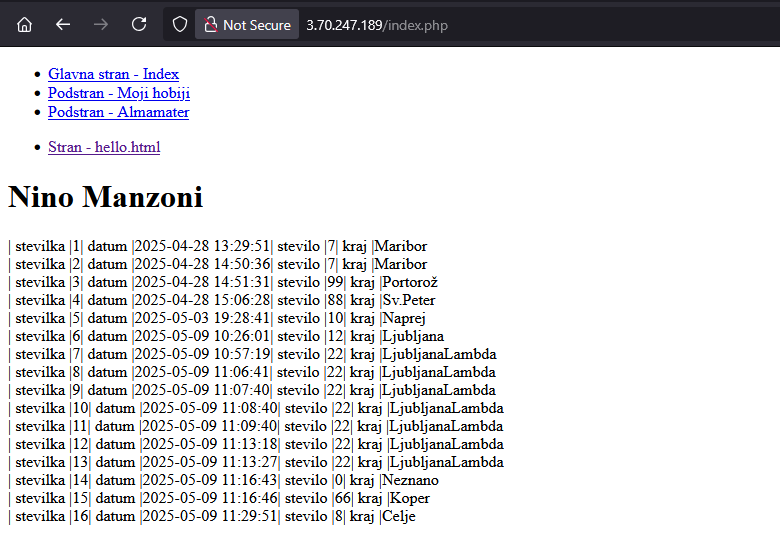 Not Secure 3.70.247.189/index.php
Glavna stran - Index
Podstran - Moji hobiji
Podstran - Almamater
Stran - hello.html
Nino Manzoni
| stevilka |1| datum |2025-04-28 13:29:51| stevilo |7| kraj |Maribor
| stevilka |2| datum |2025-04-28 14:50:36| stevilo |7| kraj |Maribor
| stevilka |3| datum |2025-04-28 14:51:31| stevilo |99| kraj |Portorož
| stevilka |4| datum |2025-04-28 15:06:28| stevilo |88| kraj |Sv.Peter
| stevilka |5| datum |2025-05-03 19:28:41| stevilo |10| kraj |Naprej
| stevilka |6| datum |2025-05-09 10:26:01| stevilo |12| kraj |Ljubljana
| stevilka |7| datum |2025-05-09 10:57:19| stevilo |22| kraj |LjubljanaLambda
| stevilka |8| datum |2025-05-09 11:06:41| stevilo |22| kraj |LjubljanaLambda
| stevilka |9| datum |2025-05-09 11:07:40| stevilo |22| kraj |LjubljanaLambda
| stevilka |10| datum |2025-05-09 11:08:40| stevilo |22| kraj |LjubljanaLambda
| stevilka |11| datum |2025-05-09 11:09:40| stevilo |22| kraj |LjubljanaLambda
| stevilka |12| datum |2025-05-09 11:13:18| stevilo |22| kraj |LjubljanaLambda
| stevilka |13| datum |2025-05-09 11:13:27| stevilo |22| kraj |LjubljanaLambda
| stevilka |14| datum |2025-05-09 11:16:43| stevilo |0| kraj |Neznano
| stevilka |15| datum |2025-05-09 11:16:46| stevilo |66| kraj |Koper
| stevilka |16| datum |2025-05-09 11:29:51| stevilo |8| kraj |Celje